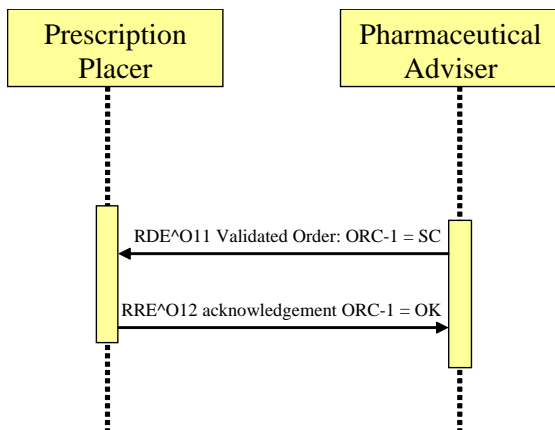 Prescription
Placer
Pharmaceutical
Adviser
RDE^O11 Validated Order: ORC-1 = SC
RRE^O12 acknowledgement ORC-1 = OK